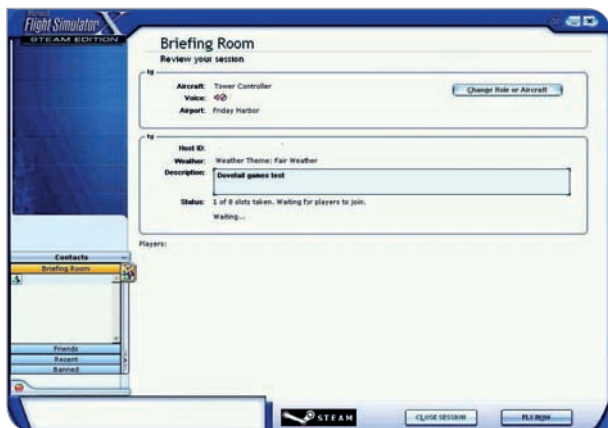 Microsoft
Flight Simulator X
STEAM EDITION
Briefing Room
Review your session
Aircraft: Tower Controller
Change Role or Aircraft
Voice:
Airport: Friday Harbor
Host ID:
Weather: Weather Theme: Fair Weather
Description: Dovetail games test
Status: 1 of 8 slots taken. Waiting for players to join.
Waiting...
Players:
Contacts
Briefing Room
Friends
Recent
Banned
STEAM
CLOSE SESSION
FLY NOW